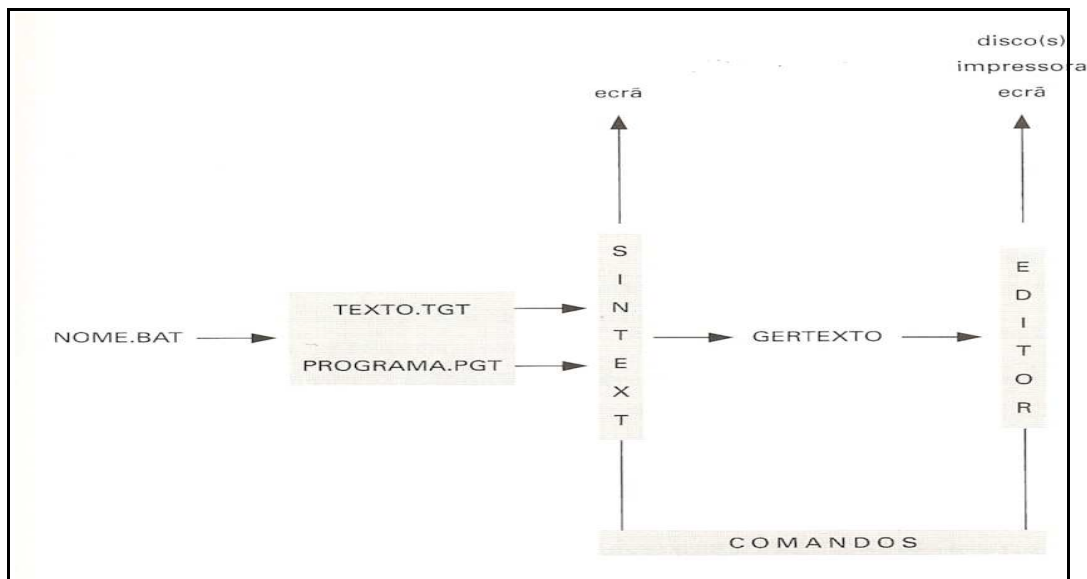 disco(s)
impressora
ecrã
ecrã
NOME.BAT
TEXTO.TGT
PROGRAMA.PGT
SINTEXT
GERTEXTO
EDITOR
COMANDOS